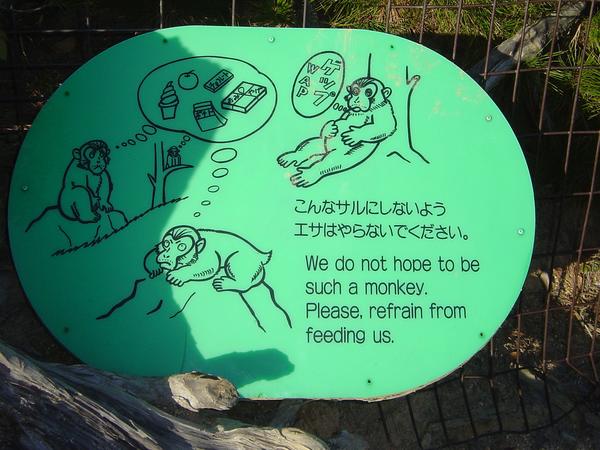 ゲップ
こんなサルにしないよう
エサはやらないでください。
We do not hope to be
such a monkey.
Please, refrain from
feeding us.